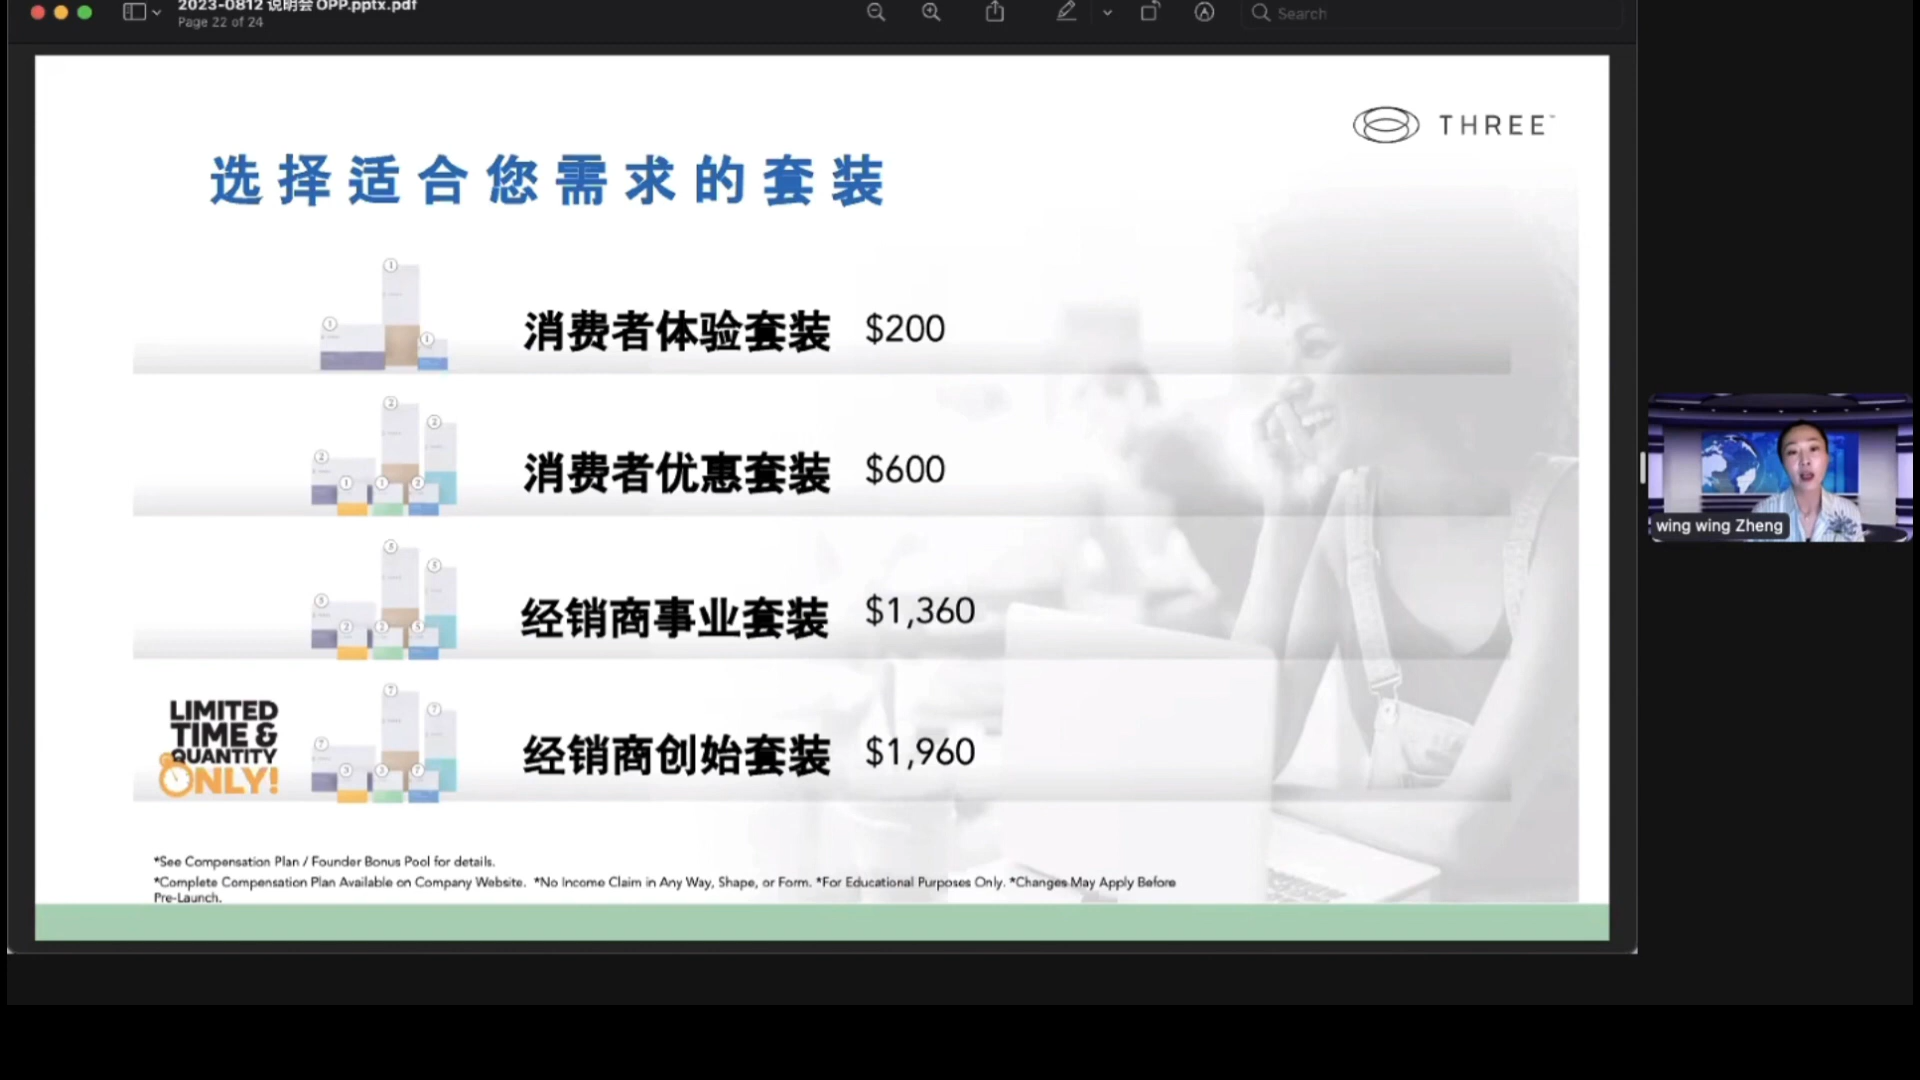 2023-0812 说明会 OPP.pptx.pdf
Page 22 of 24
Search
THREE™
选择适合您需求的套装
消费者体验套装 $200
消费者优惠套装 $600
经销商事业套装 $1,360
LIMITED
TIME &
QUANTITY
ONLY!
经销商创始套装 $1,960
*See Compensation Plan / Founder Bonus Pool for details.
*Complete Compensation Plan Available on Company Website. *No Income Claim in Any Way, Shape, or Form. *For Educational Purposes Only. *Changes May Apply Before
Pre-Launch.
wing wing Zheng